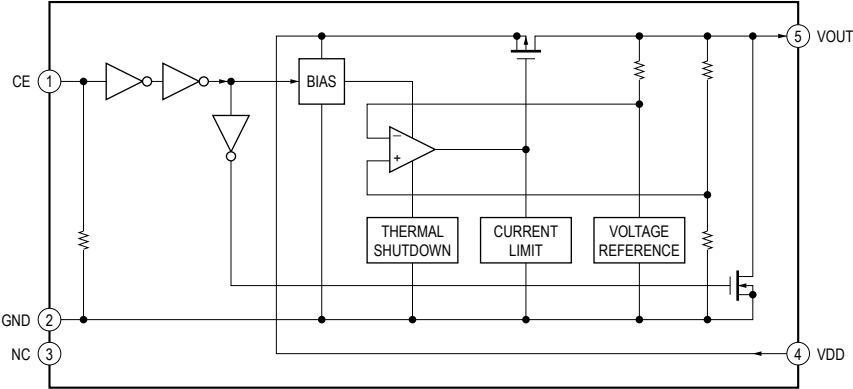 5 VOUT
CE 1
BIAS
−
+
THERMAL
SHUTDOWN
CURRENT
LIMIT
VOLTAGE
REFERENCE
GND 2
NC 3
4 VDD